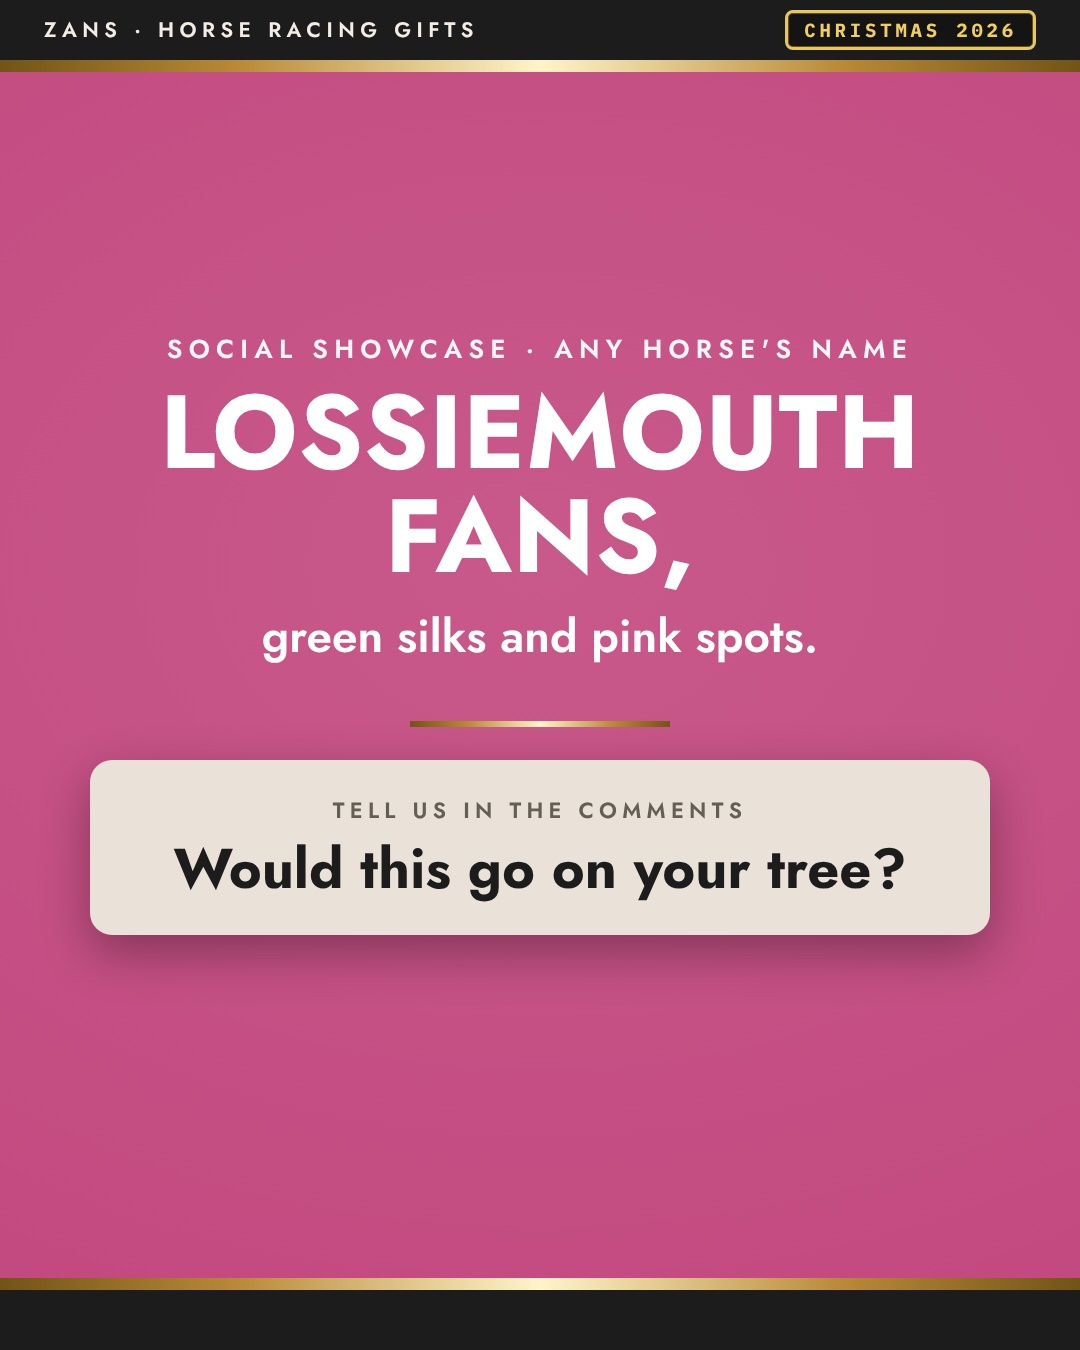 ZANS · HORSE RACING GIFTS
CHRISTMAS 2026
SOCIAL SHOWCASE · ANY HORSE'S NAME
LOSSIEMOUTH
FANS,
green silks and pink spots.
TELL US IN THE COMMENTS
Would this go on your tree?